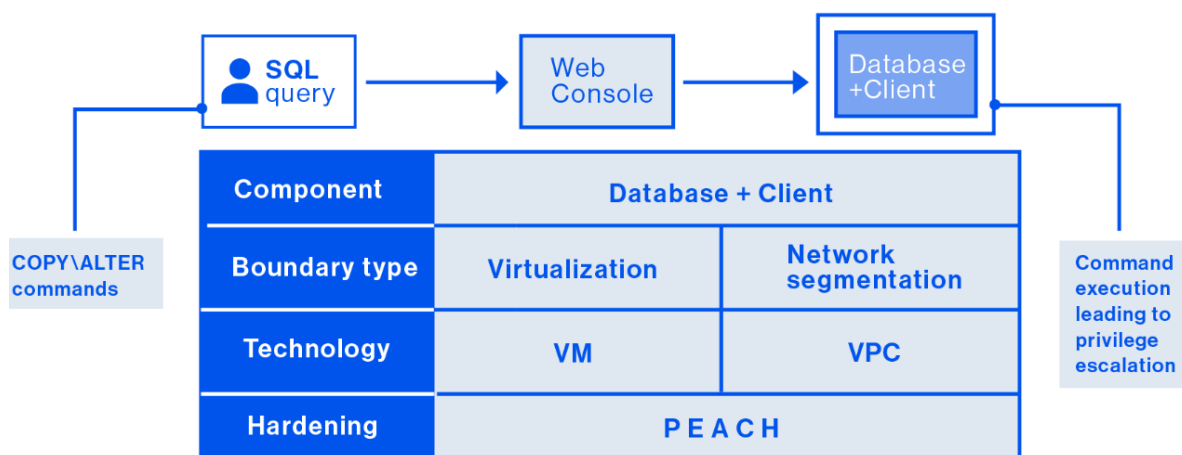 SQL
query
Web
Console
Database
+Client
COPY\ALTER
commands
Component
Database + Client
Boundary type
Virtualization
Network
segmentation
Technology
VM
VPC
Hardening
P E A C H
Command
execution
leading to
privilege
escalation